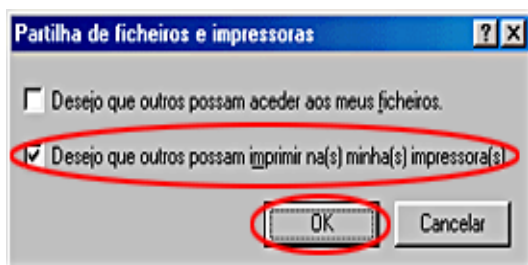 Partilha de ficheiros e impressoras
Desejo que outros possam aceder aos meus ficheiros.
Desejo que outros possam imprimir na(s) minha(s) impressora(s)
OK Cancelar